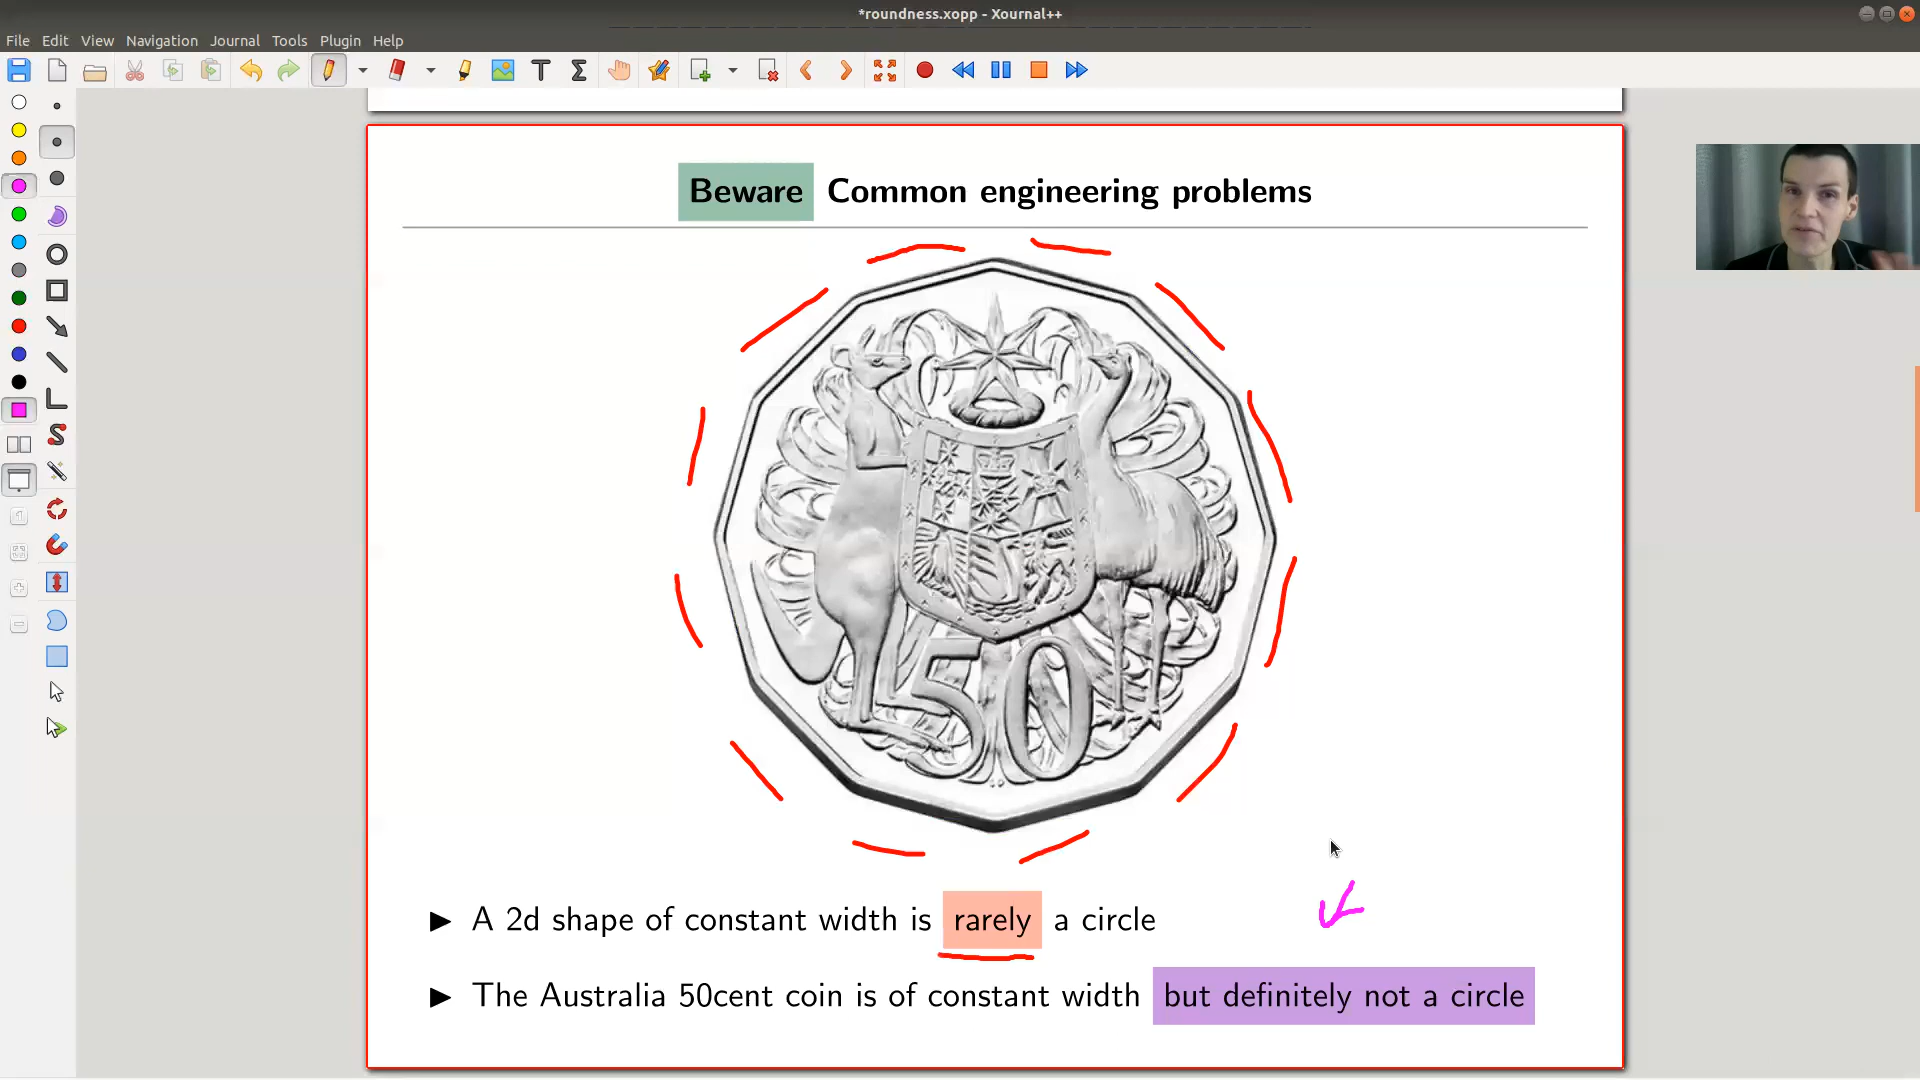 *roundness.xopp - Xournal++
File Edit View Navigation Journal Tools Plugin Help
Beware Common engineering problems
50
► A 2d shape of constant width is rarely a circle
► The Australia 50cent coin is of constant width but definitely not a circle